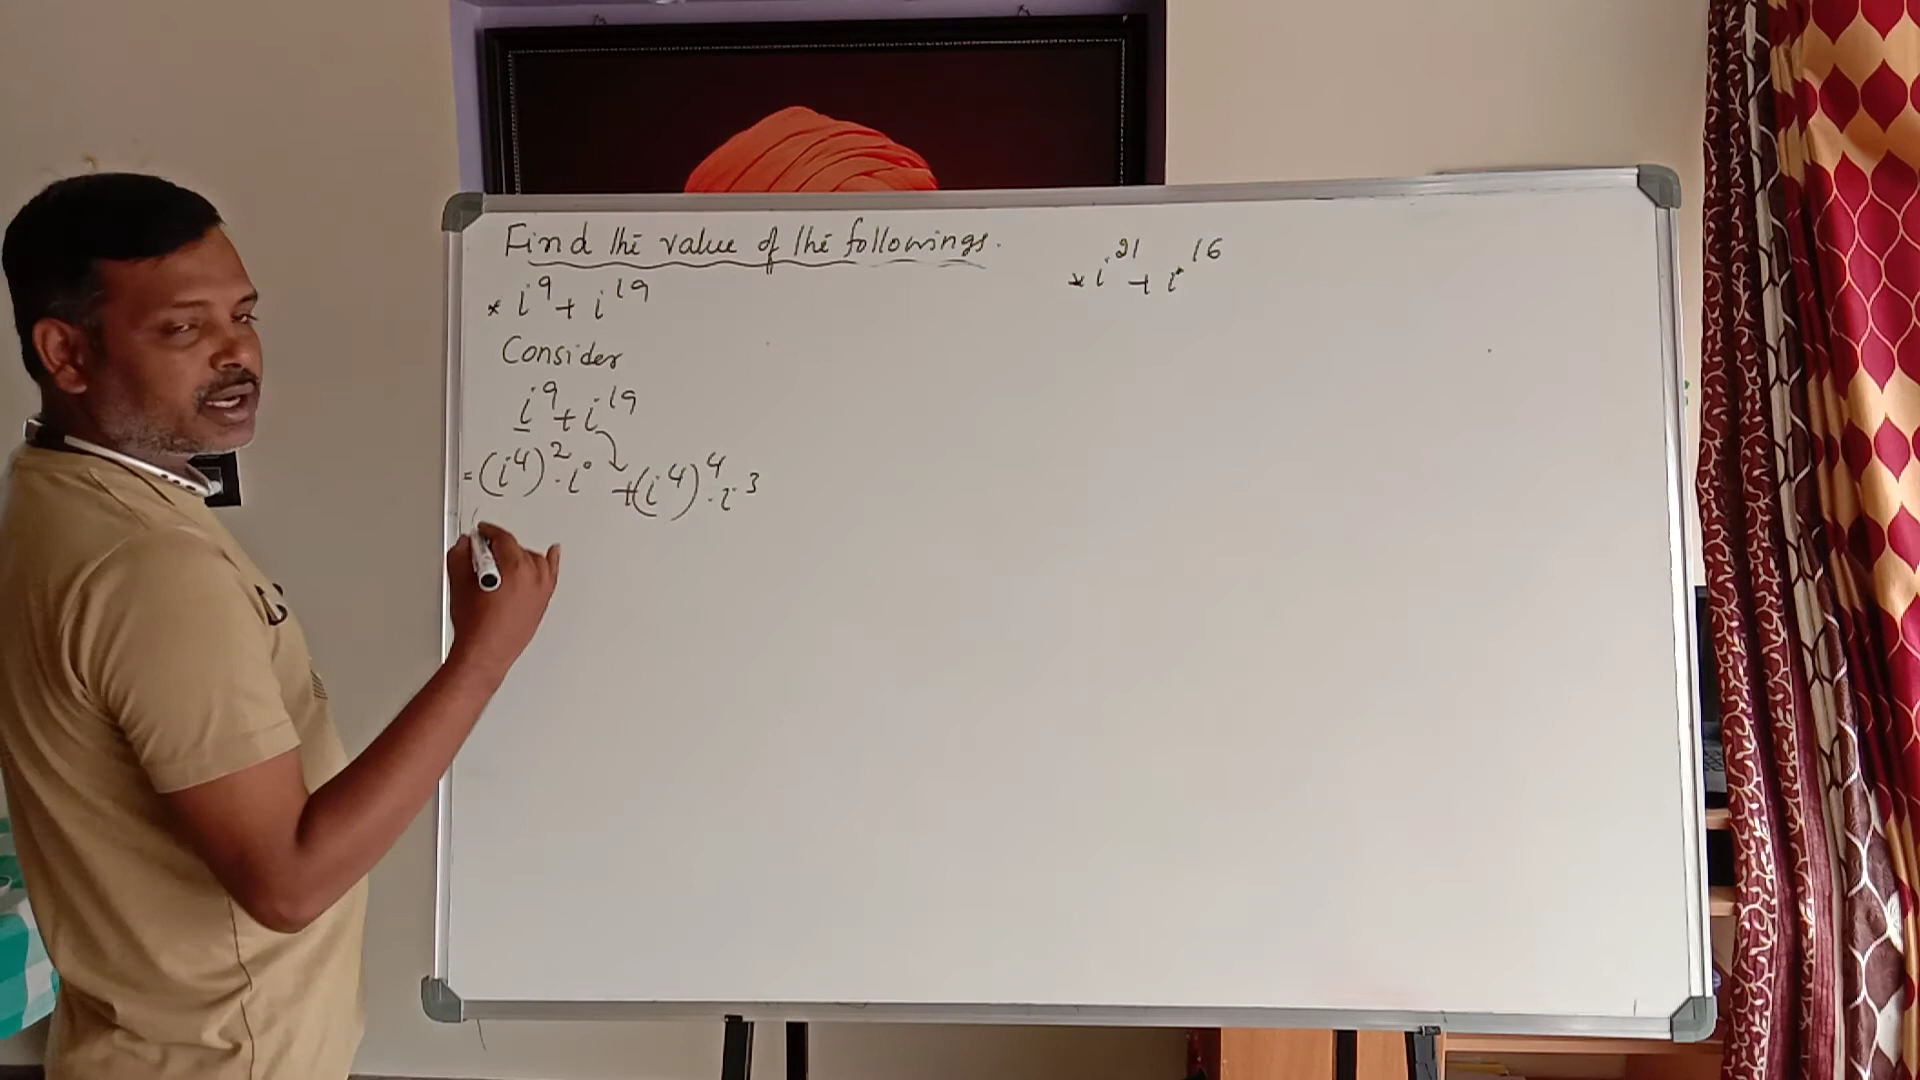 Find the value of the followings.
* i^9 + i^19
Consider
i^9 + i^19
= (i^4)^2 · i + (i^4)^4 · i^3
* i^21 + i^16